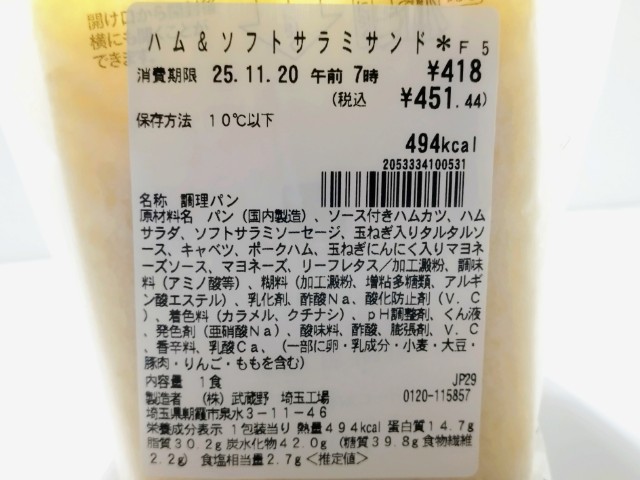 開け口
横に
でき
ハム＆ソフトサラミサンド＊Ｆ５
消費期限 25.11.20 午前 7時 ¥418
(税込 ¥451.44)
保存方法 １０℃以下
494kcal
2053334100531
名称 調理パン
原材料名 パン（国内製造）、ソース付きハムカツ、ハム
サラダ、ソフトサラミソーセージ、玉ねぎ入りタルタルソ
ース、キャベツ、ポークハム、玉ねぎにんにく入りマヨネ
ーズソース、マヨネーズ、リーフレタス／加工澱粉、調味
料（アミノ酸等）、糊料（加工澱粉、増粘多糖類、アルギ
ン酸エステル）、乳化剤、酢酸Ｎａ、酸化防止剤（Ｖ．Ｃ
）、着色料（カラメル、クチナシ）、ｐＨ調整剤、くん液
、発色剤（亜硝酸Ｎａ）、酸味料、酢酸、膨張剤、Ｖ．Ｃ
、香辛料、乳酸Ｃａ、（一部に卵・乳成分・小麦・大豆・
豚肉・りんご・ももを含む）
内容量 １食 JP29
製造者 （株）武蔵野 埼玉工場 0120-115857
埼玉県朝霞市泉水３－１１－４６
栄養成分表示 １包装当り 熱量４９４kcal 蛋白質１４．７g
脂質３０．２g 炭水化物４２．０g （糖質３９．８g 食物繊維
２．２g） 食塩相当量２．７g＜推定値＞